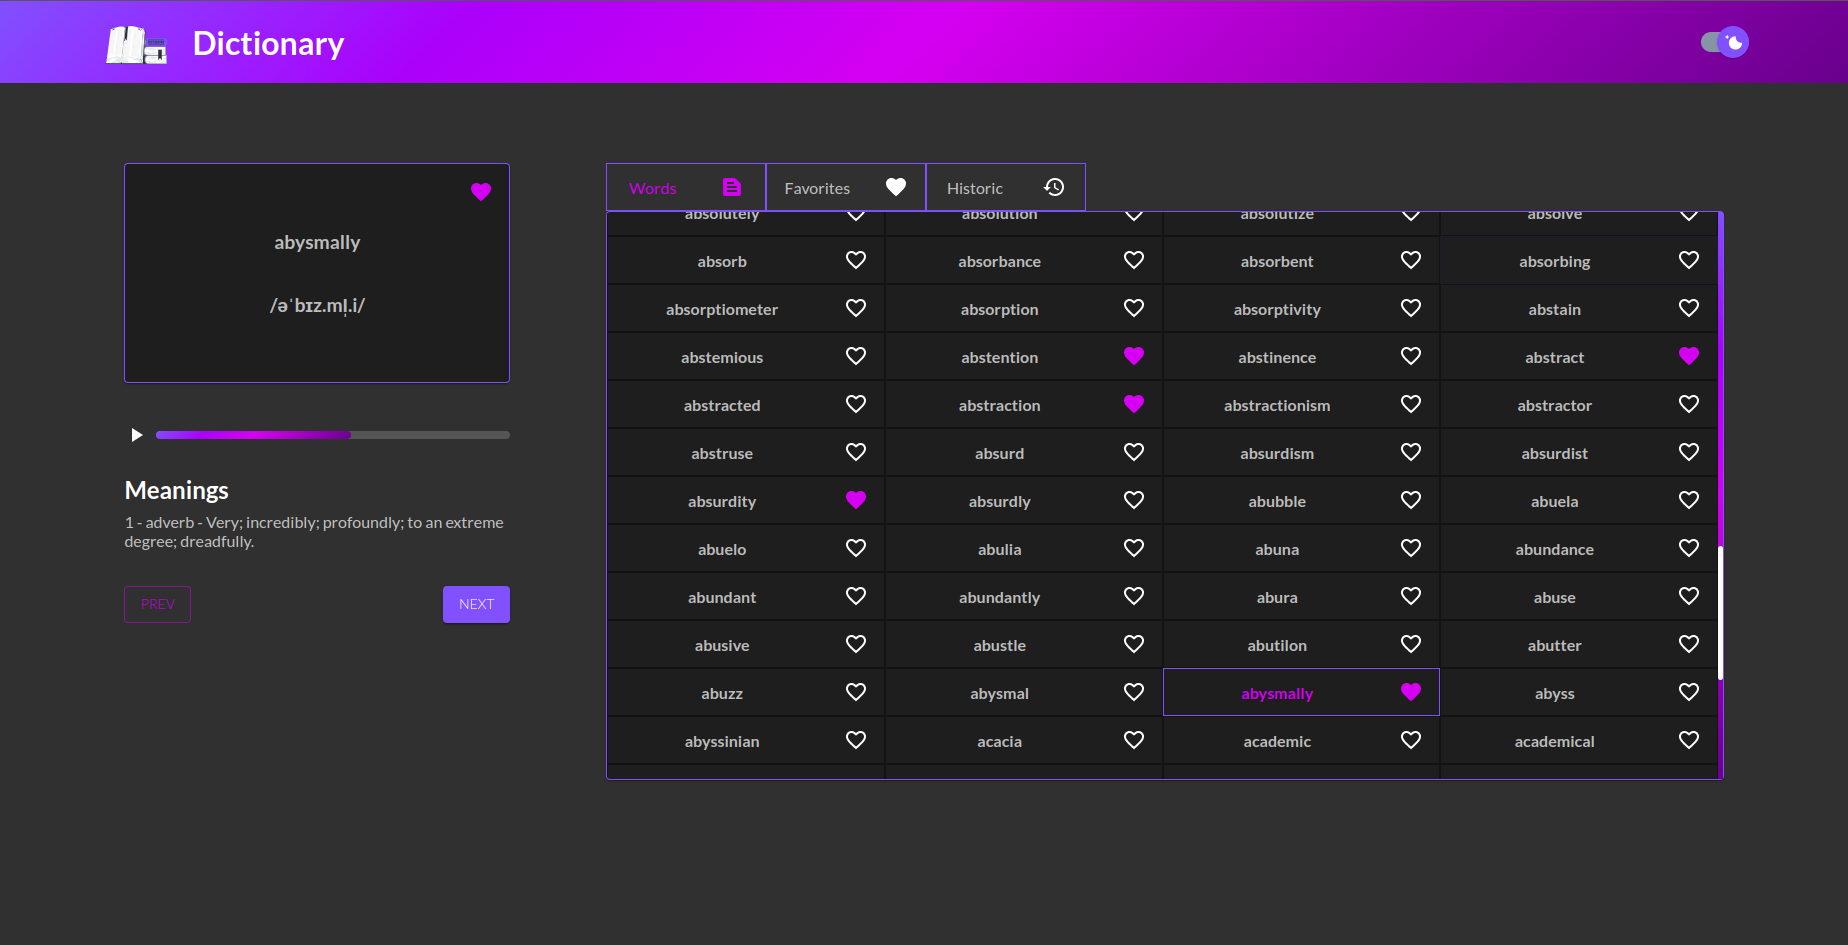 Dictionary
abysmally
/əˈbɪz.ml̩.i/
Meanings
1 - adverb - Very; incredibly; profoundly; to an extreme
degree; dreadfully.
PREV NEXT
Words Favorites Historic
absolutely absolution absolutize absolve
absorb absorbance absorbent absorbing
absorptiometer absorption absorptivity abstain
abstemious abstention abstinence abstract
abstracted abstraction abstractionism abstractor
abstruse absurd absurdism absurdist
absurdity absurdly abubble abuela
abuelo abulia abuna abundance
abundant abundantly abura abuse
abusive abustle abutilon abutter
abuzz abysmal abysmally abyss
abyssinian acacia academic academical